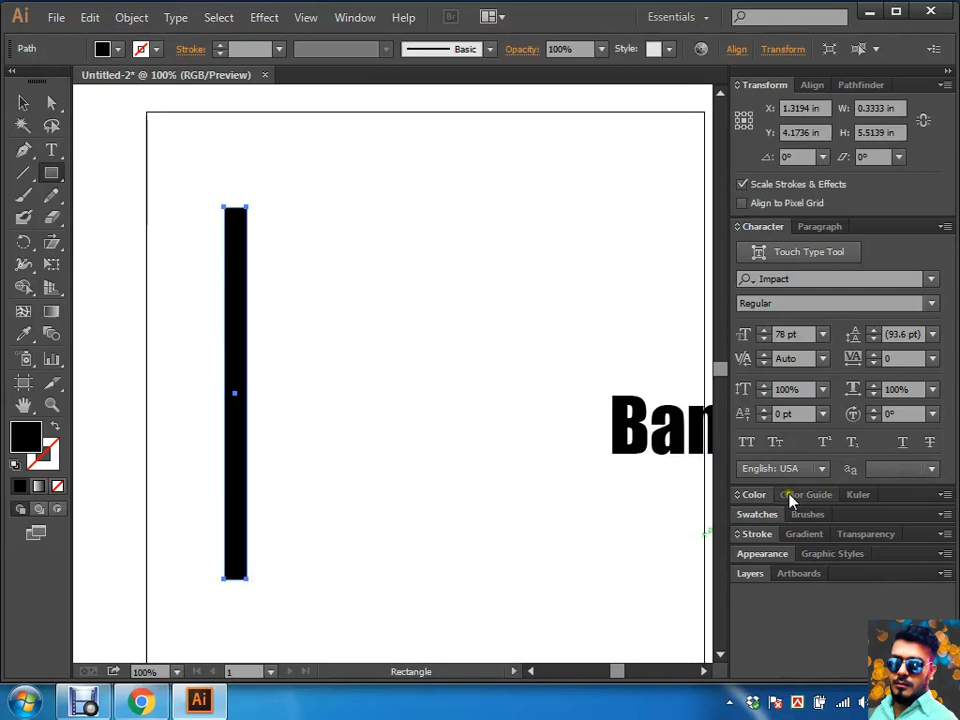 Ai File Edit Object Type Select Effect View Window Help Br Essentials
Path Stroke: Basic Opacity: 100% Style: Align Transform
Untitled-2* @ 100% (RGB/Preview) ×
Transform Align Pathfinder
X: 1.3194 in W: 0.3333 in
Y: 4.1736 in H: 5.5139 in
0° 0°
Scale Strokes & Effects
Align to Pixel Grid
Character Paragraph
Touch Type Tool
Impact
Regular
78 pt (93.6 pt)
Auto 0
100% 100%
0 pt 0°
English: USA
Ban
Color Color Guide Kuler
Swatches Brushes
Stroke Gradient Transparency
Appearance Graphic Styles
Layers Artboards
100% 1 Rectangle
Ai